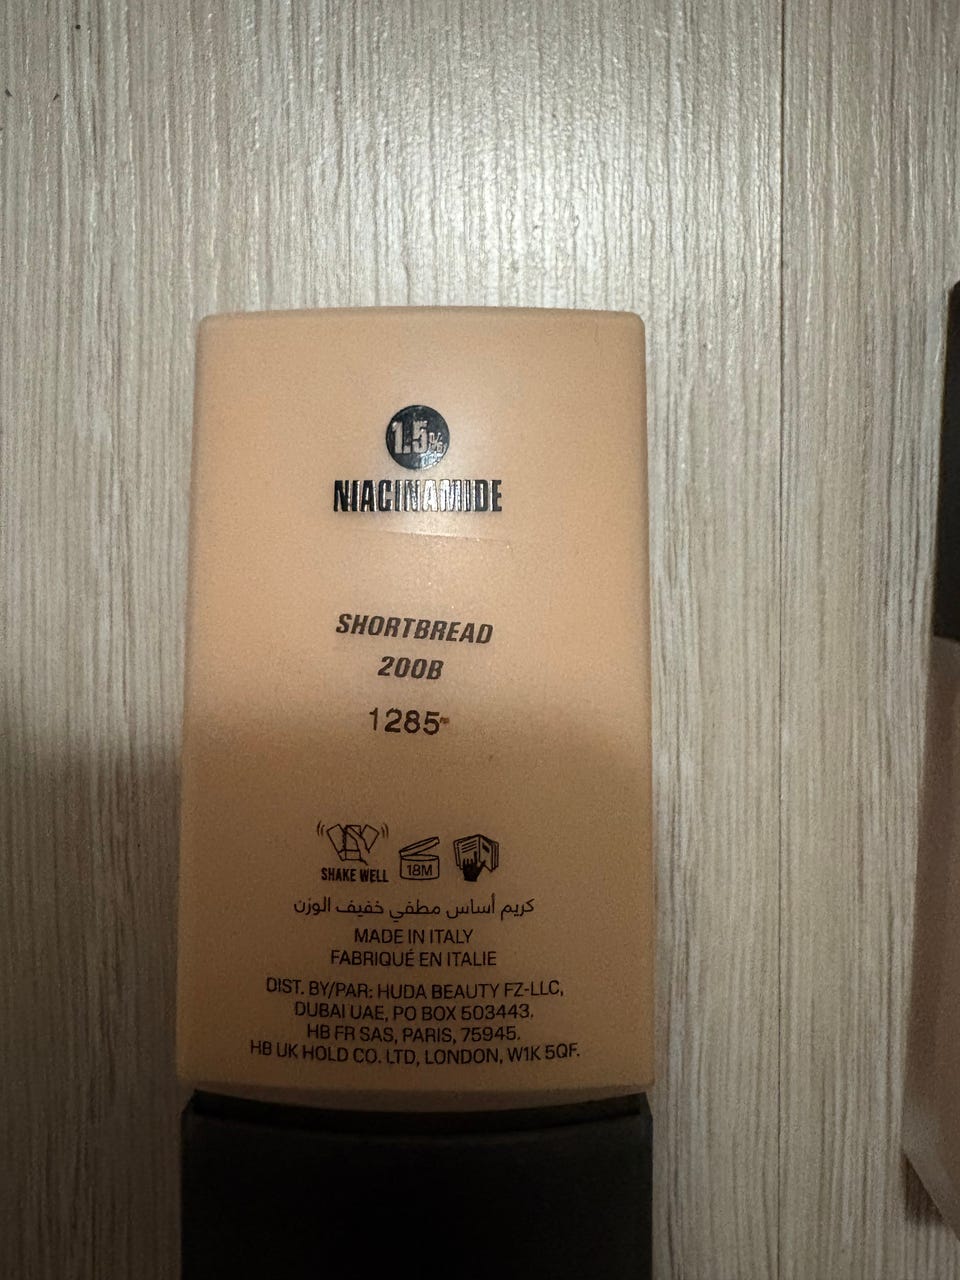 1.5%
NIACINAMIDE
SHORTBREAD
200B
1285
SHAKE WELL
18M
كريم أساس مطفي خفيف الوزن
MADE IN ITALY
FABRIQUÉ EN ITALIE
DIST. BY/PAR: HUDA BEAUTY FZ-LLC,
DUBAI UAE, PO BOX 503443,
HB FR SAS, PARIS, 75945.
HB UK HOLD CO. LTD, LONDON, W1K 5QF.